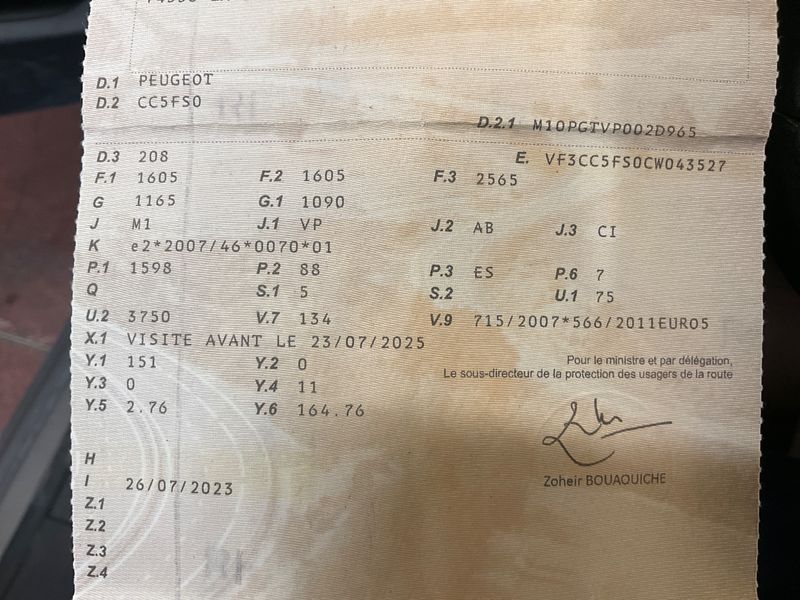 D.1 PEUGEOT
D.2 CC5FS0
D.2.1 M10PGTVP002D965
D.3 208 E. VF3CC5FS0CW043527
F.1 1605 F.2 1605 F.3 2565
G 1165 G.1 1090
J M1 J.1 VP J.2 AB J.3 CI
K e2*2007/46*0070*01
P.1 1598 P.2 88 P.3 ES P.6 7
Q S.1 5 S.2 U.1 75
U.2 3750 V.7 134 V.9 715/2007*566/2011EURO5
X.1 VISITE AVANT LE 23/07/2025
Y.1 151 Y.2 0
Pour le ministre et par délégation,
Le sous-directeur de la protection des usagers de la route
Y.3 0 Y.4 11
Y.5 2.76 Y.6 164.76
H
I 26/07/2023
Zoheir BOUAOUICHE
Z.1
Z.2
Z.3
Z.4